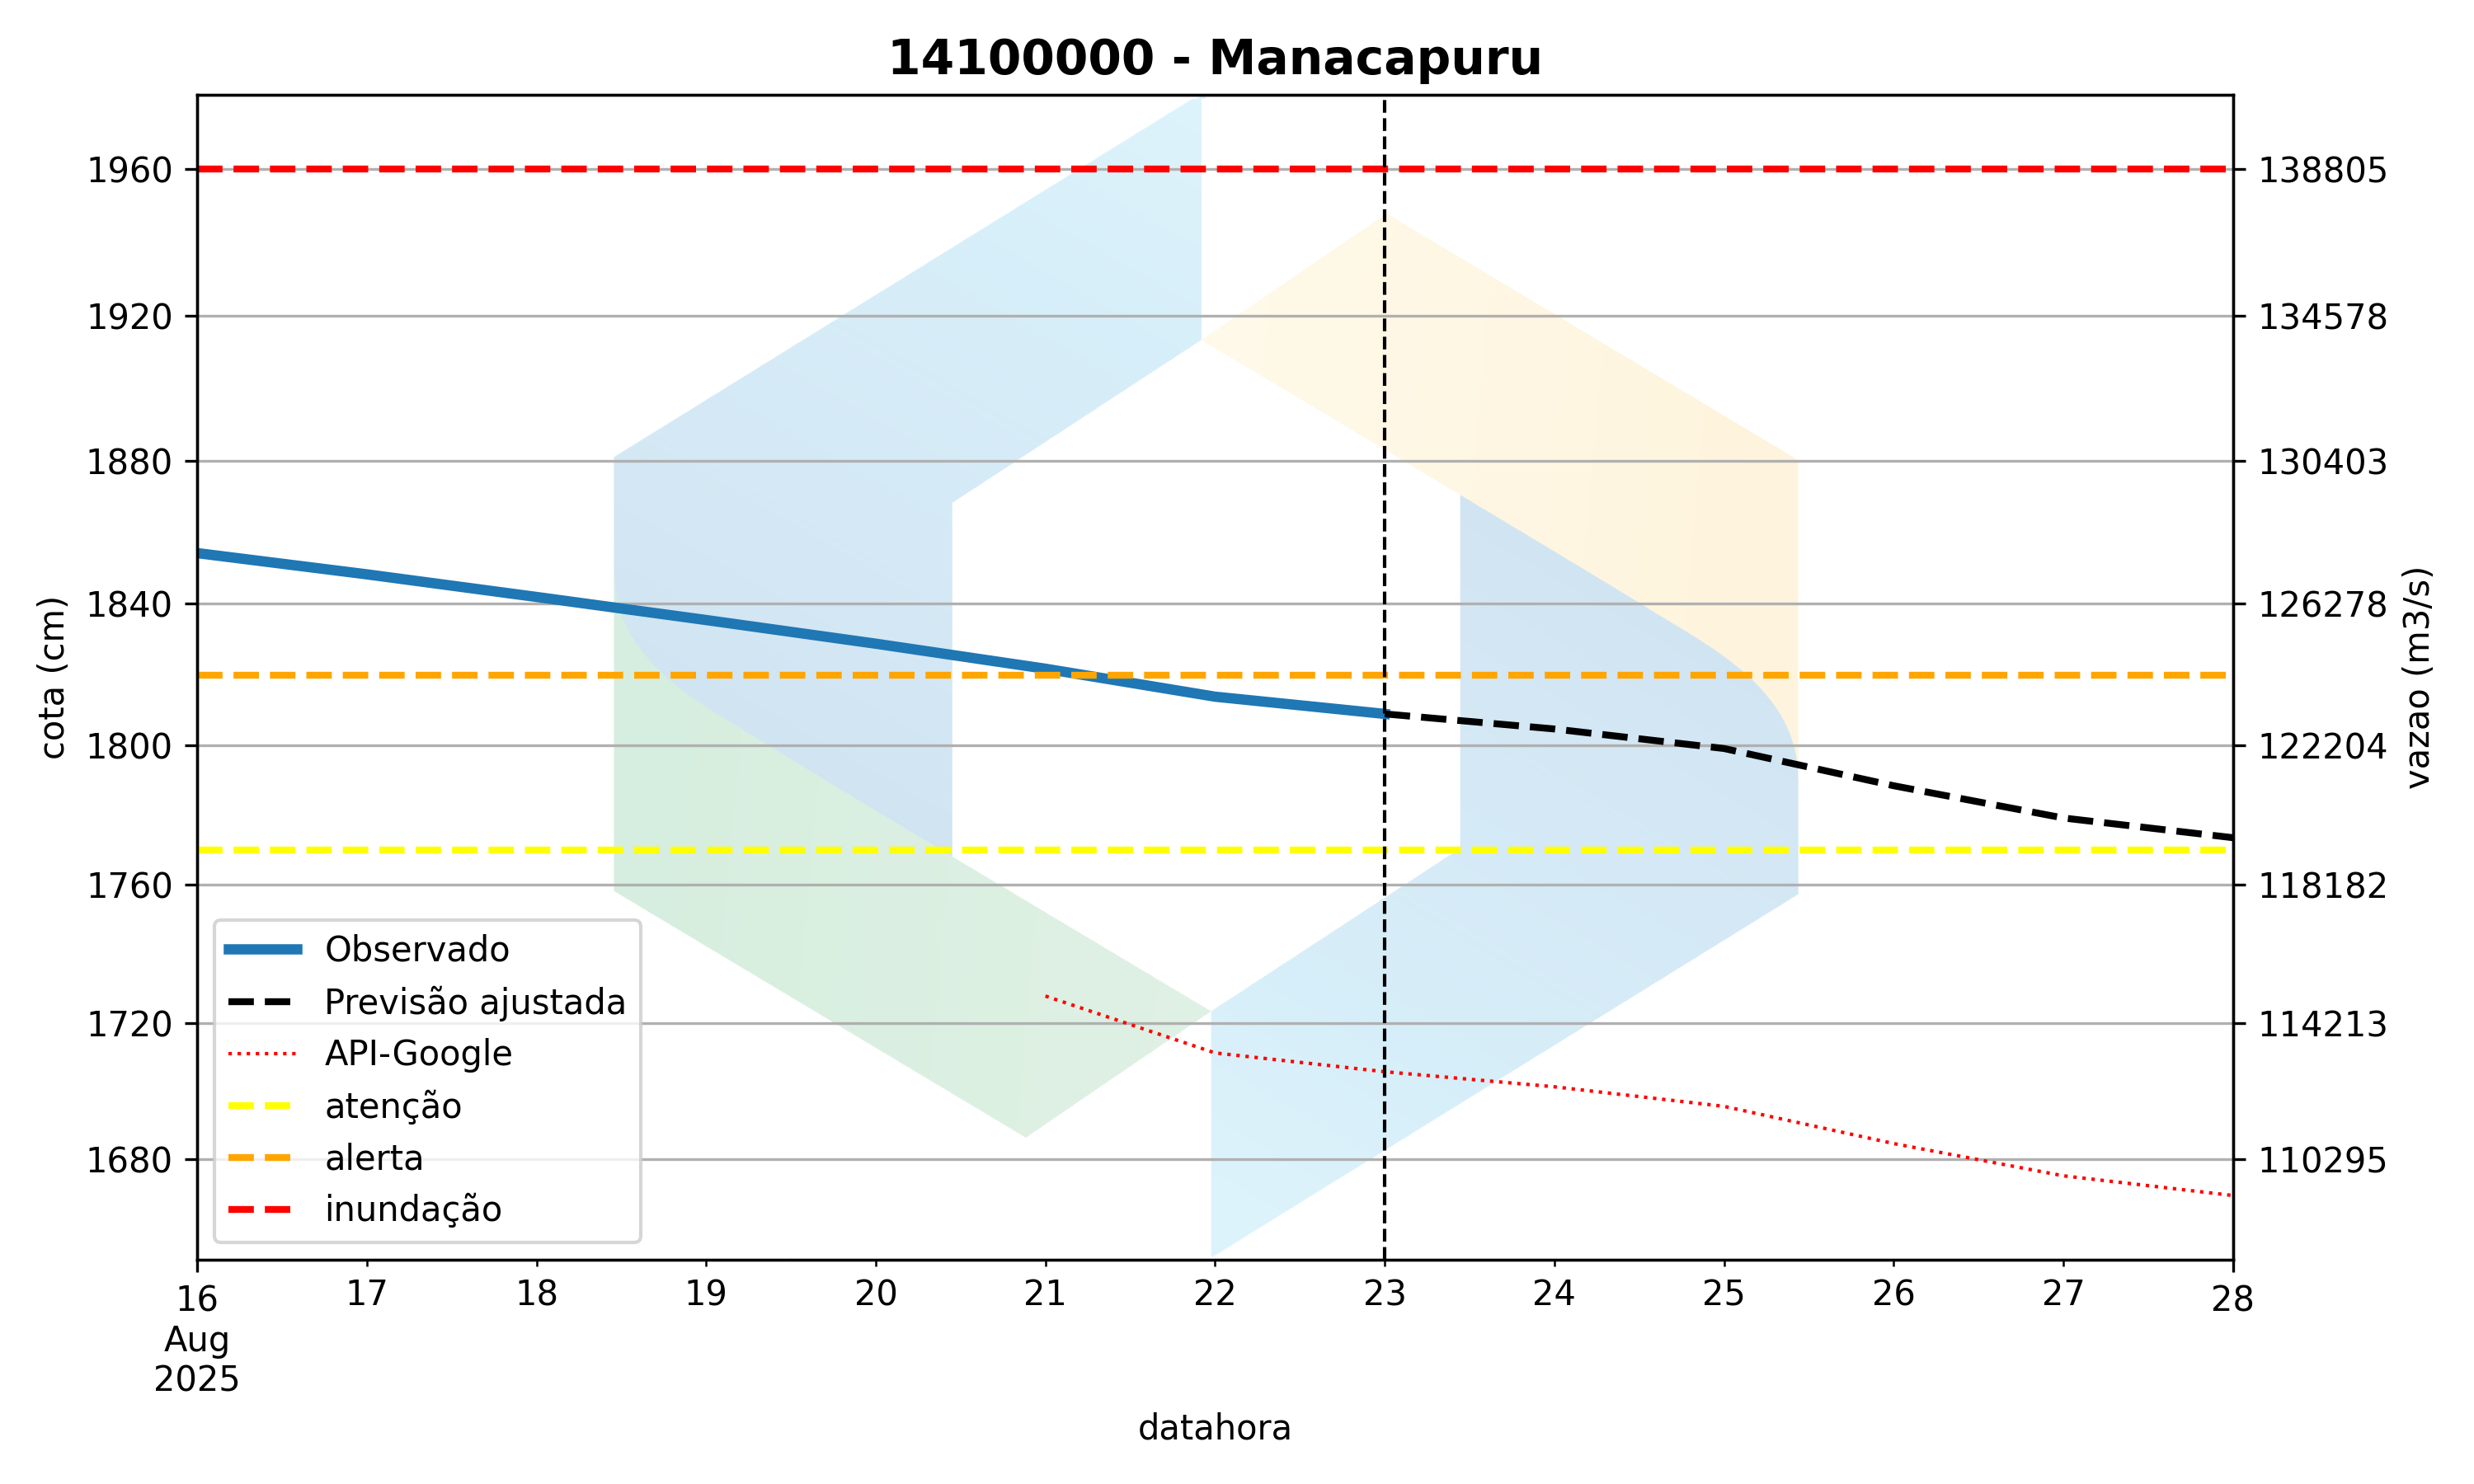 14100000 - Manacapuru
cota (cm)
1960
1920
1880
1840
1800
1760
1720
1680
138805
134578
130403
126278
122204
118182
114213
110295
vazao (m3/s)
Observado
Previsão ajustada
API-Google
atenção
alerta
inundação
16 17 18 19 20 21 22 23 24 25 26 27 28
Aug
2025
datahora